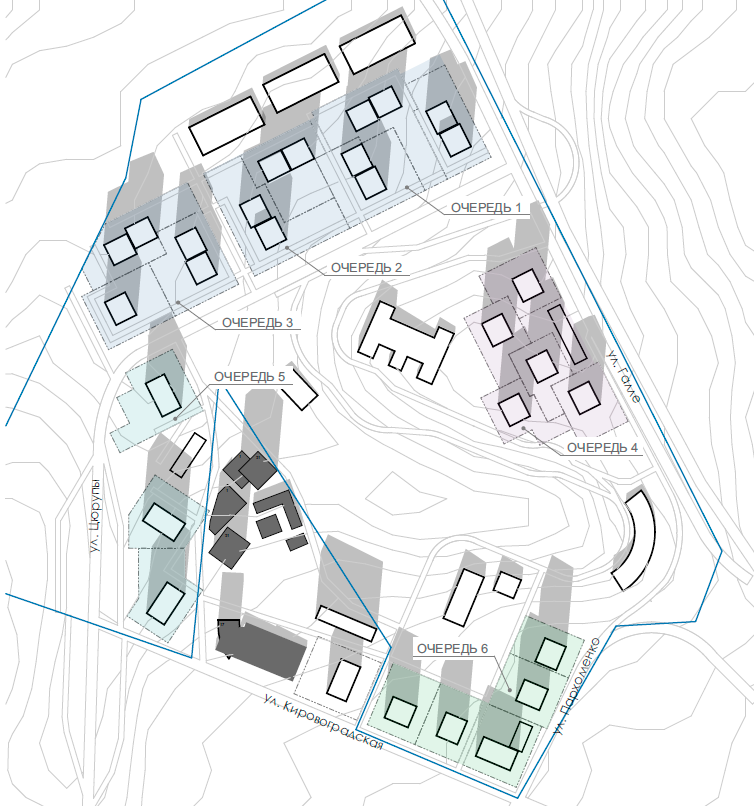 ОЧЕРЕДЬ 1
ОЧЕРЕДЬ 2
ОЧЕРЕДЬ 3
ОЧЕРЕДЬ 5
ул. Галле
ОЧЕРЕДЬ 4
ул. Цюрупы
ОЧЕРЕДЬ 6
ул. Пархоменко
ул. Кировоградская